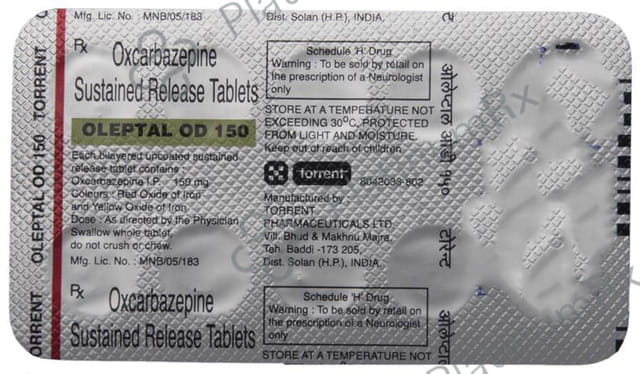 Mfg. Lic. No. : MNB/05/183
Rx
Oxcarbazepine
Sustained Release Tablets
OLEPTAL OD 150
Each bilayered uncoated sustained
release tablet contains :
Oxcarbazepine I.P. 150 mg
Colours : Red Oxide of Iron
and Yellow Oxide of Iron
Dose : As directed by the Physician
Swallow whole tablet,
do not crush or chew.
Mfg. Lic. No. : MNB/05/183
Rx
Oxcarbazepine
Sustained Release Tablets
Dist. Solan (H.P.), INDIA.
Schedule 'H' Drug
Warning : To be sold by retail on
the prescription of a Neurologist
only
STORE AT A TEMPERATURE NOT
EXCEEDING 30°C, PROTECTED
FROM LIGHT AND MOISTURE.
Keep out of reach of children
torrent
8042033-802
Manufactured by :
TORRENT
PHARMACEUTICALS LTD.
Vill. Bhud & Makhnu Majra,
Teh. Baddi -173 205,
Dist. Solan (H.P.), INDIA.
Schedule 'H' Drug
Warning : To be sold by retail on
the prescription of a Neurologist
only
STORE AT A TEMPERATURE NOT
TORRENT OLEPTAL OD 150 TORRENT
ओलेप्टाल ओडी १५० टोरेन्ट